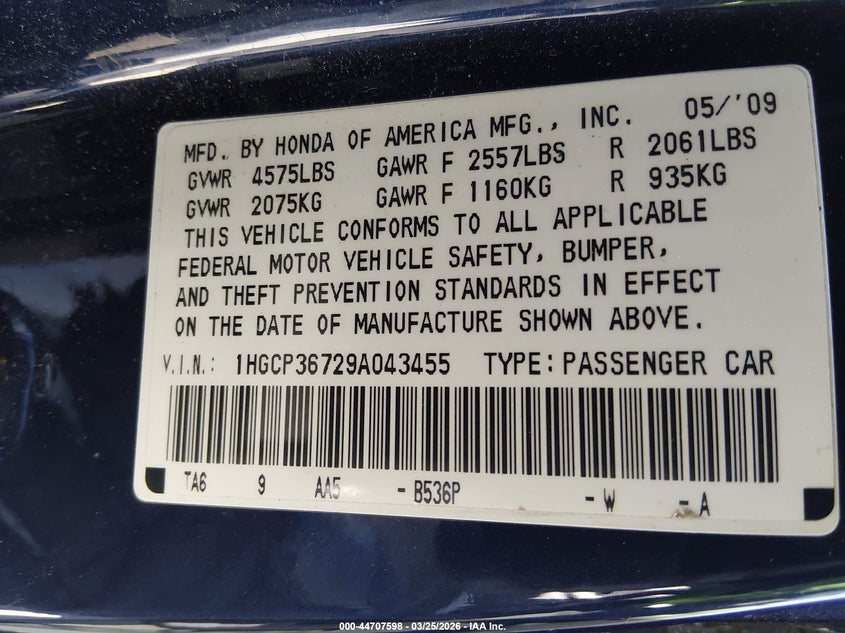 MFD. BY HONDA OF AMERICA MFG., INC. 05/'09
GVWR 4575LBS GAWR F 2557LBS R 2061LBS
GVWR 2075KG GAWR F 1160KG R 935KG
THIS VEHICLE CONFORMS TO ALL APPLICABLE
FEDERAL MOTOR VEHICLE SAFETY, BUMPER,
AND THEFT PREVENTION STANDARDS IN EFFECT
ON THE DATE OF MANUFACTURE SHOWN ABOVE.
V.I.N.: 1HGCP36729A043455 TYPE: PASSENGER CAR
TA6 9 AA5 - B536P - W - A
000-44707598 - 03/25/2026 - IAA Inc.